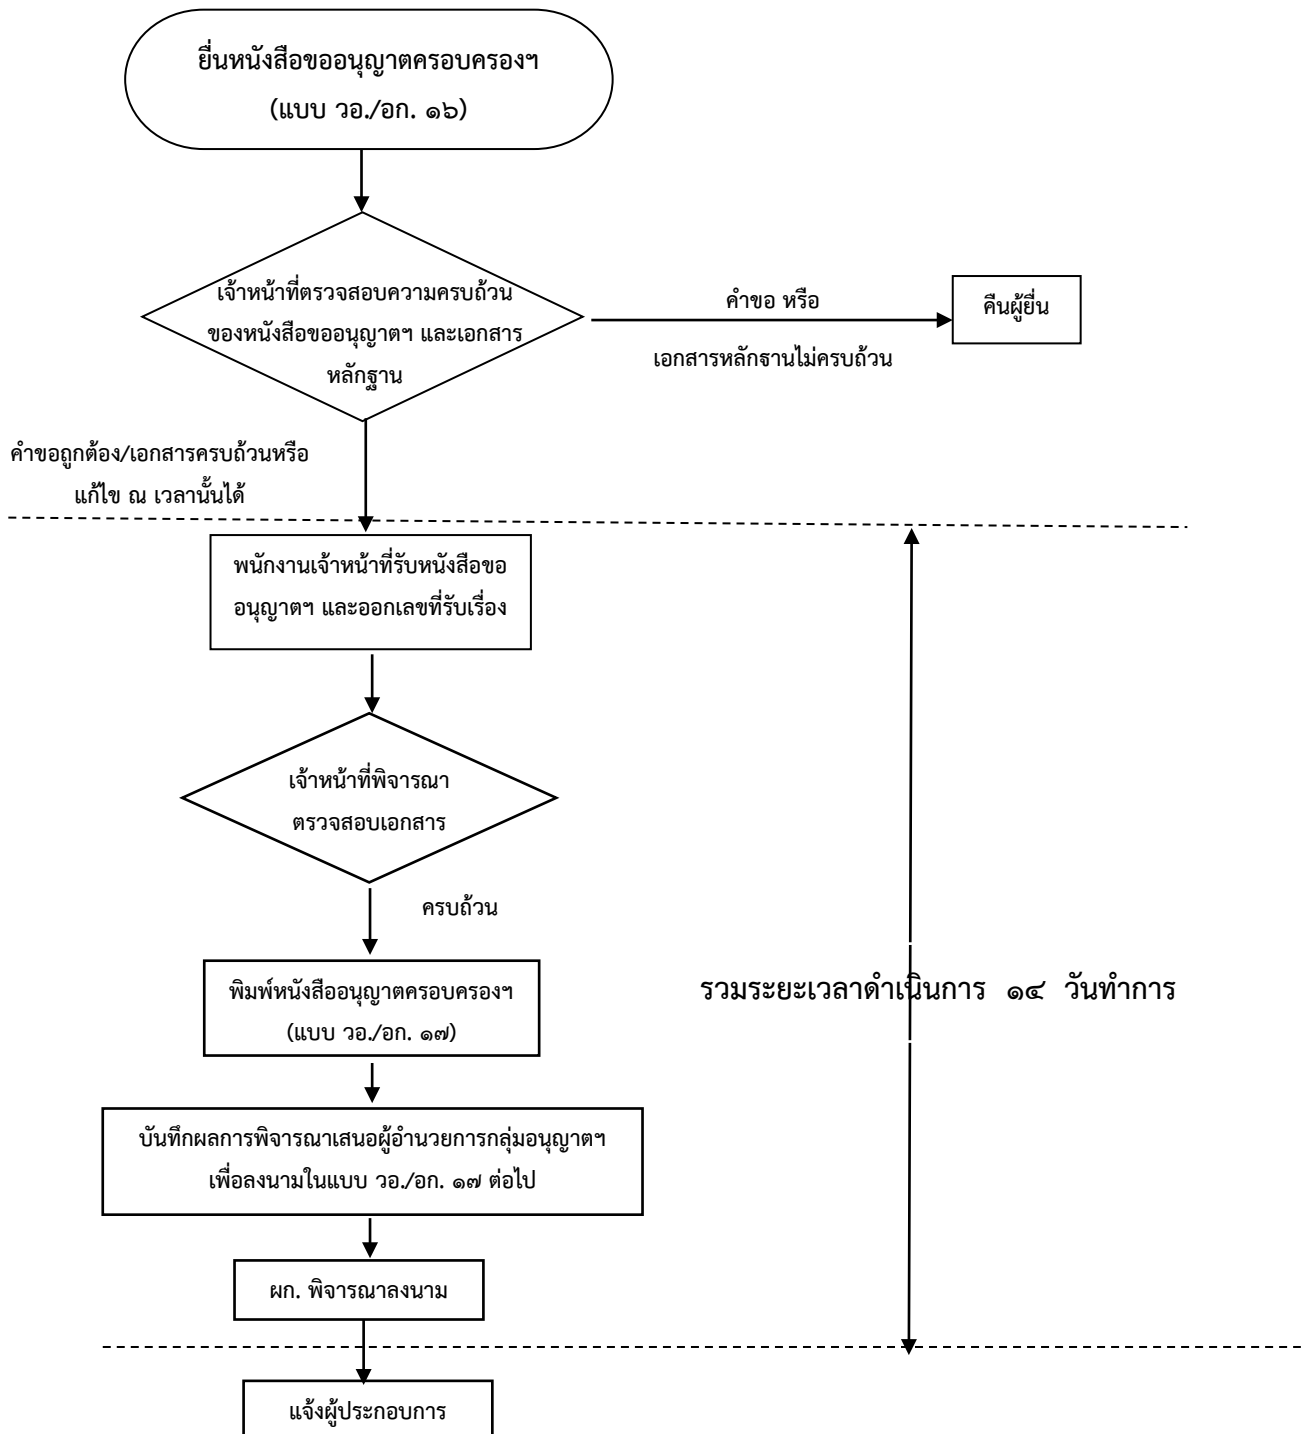 ยื่นหนังสือขออนุญาตครอบครองฯ
(แบบ วอ./อก. ๑๖)
เจ้าหน้าที่ตรวจสอบความครบถ้วน
ของหนังสือขออนุญาตฯ และเอกสาร
หลักฐาน
คำขอ หรือ
เอกสารหลักฐานไม่ครบถ้วน
คืนผู้ยื่น
คำขอถูกต้อง/เอกสารครบถ้วนหรือ
แก้ไข ณ เวลานั้นได้
พนักงานเจ้าหน้าที่รับหนังสือขอ
อนุญาตฯ และออกเลขที่รับเรื่อง
เจ้าหน้าที่พิจารณา
ตรวจสอบเอกสาร
ครบถ้วน
พิมพ์หนังสืออนุญาตครอบครองฯ
(แบบ วอ./อก. ๑๗)
รวมระยะเวลาดำเนินการ ๑๔ วันทำการ
บันทึกผลการพิจารณาเสนอผู้อำนวยการกลุ่มอนุญาตฯ
เพื่อลงนามในแบบ วอ./อก. ๑๗ ต่อไป
ผก. พิจารณาลงนาม
แจ้งผู้ประกอบการ